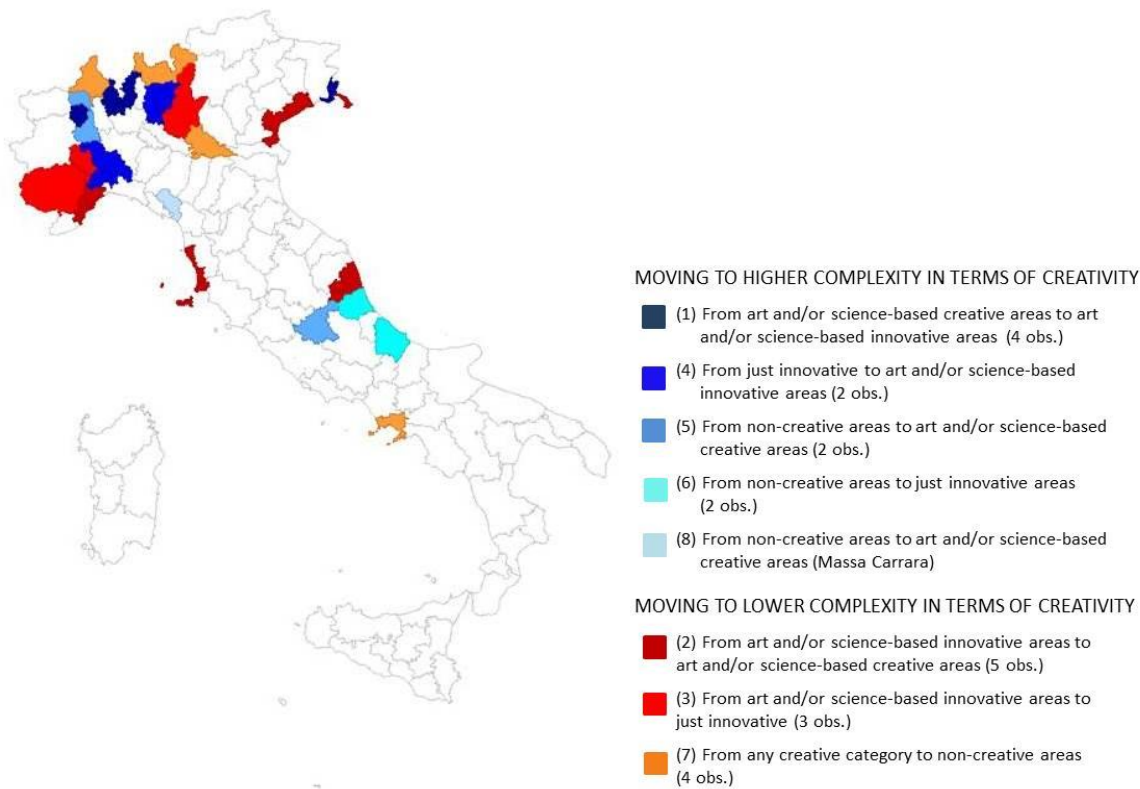 MOVING TO HIGHER COMPLEXITY IN TERMS OF CREATIVITY
(1) From art and/or science-based creative areas to art
and/or science-based innovative areas (4 obs.)
(4) From just innovative to art and/or science-based
innovative areas (2 obs.)
(5) From non-creative areas to art and/or science-based
creative areas (2 obs.)
(6) From non-creative areas to just innovative areas
(2 obs.)
(8) From non-creative areas to art and/or science-based
creative areas (Massa Carrara)
MOVING TO LOWER COMPLEXITY IN TERMS OF CREATIVITY
(2) From art and/or science-based innovative areas to
art and/or science-based creative areas (5 obs.)
(3) From art and/or science-based innovative areas to
just innovative (3 obs.)
(7) From any creative category to non-creative areas
(4 obs.)